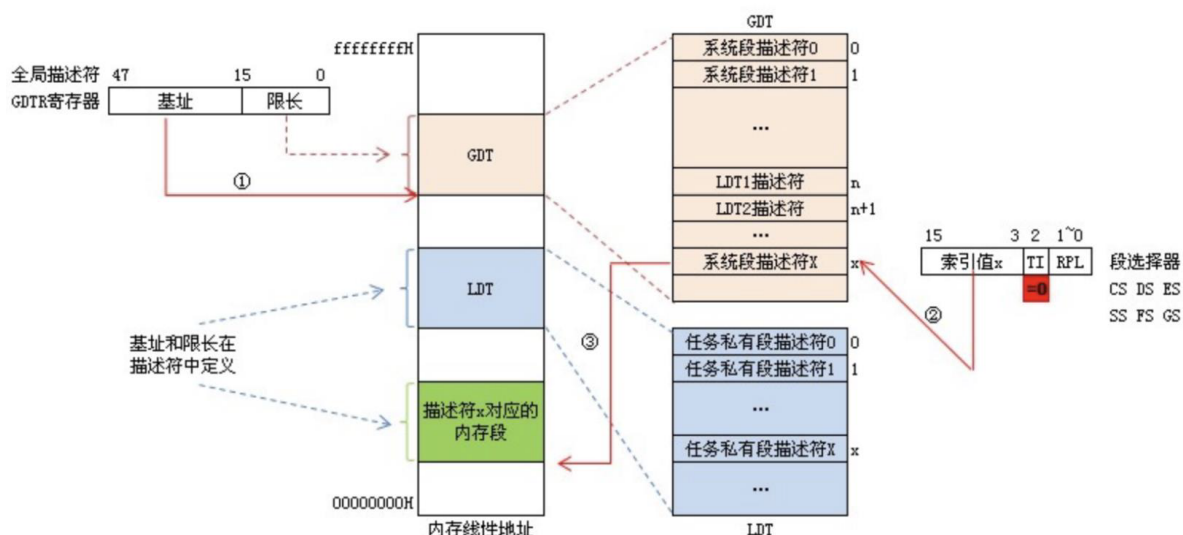 GDT
ffffffffH
系统段描述符0 0
系统段描述符1 1
全局描述符 47 15 0
GDTR寄存器 基址 限长
...
GDT
①
LDT1描述符 n
LDT2描述符 n+1
...
系统段描述符X x
15 3 2 1~0
索引值x TI RPL 段选择器
=0 CS DS ES
SS FS GS
②
LDT
③
基址和限长在
描述符中定义
任务私有段描述符0 0
任务私有段描述符1 1
...
描述符x对应的
内存段
任务私有段描述符X x
...
00000000H
内存线性地址
LDT